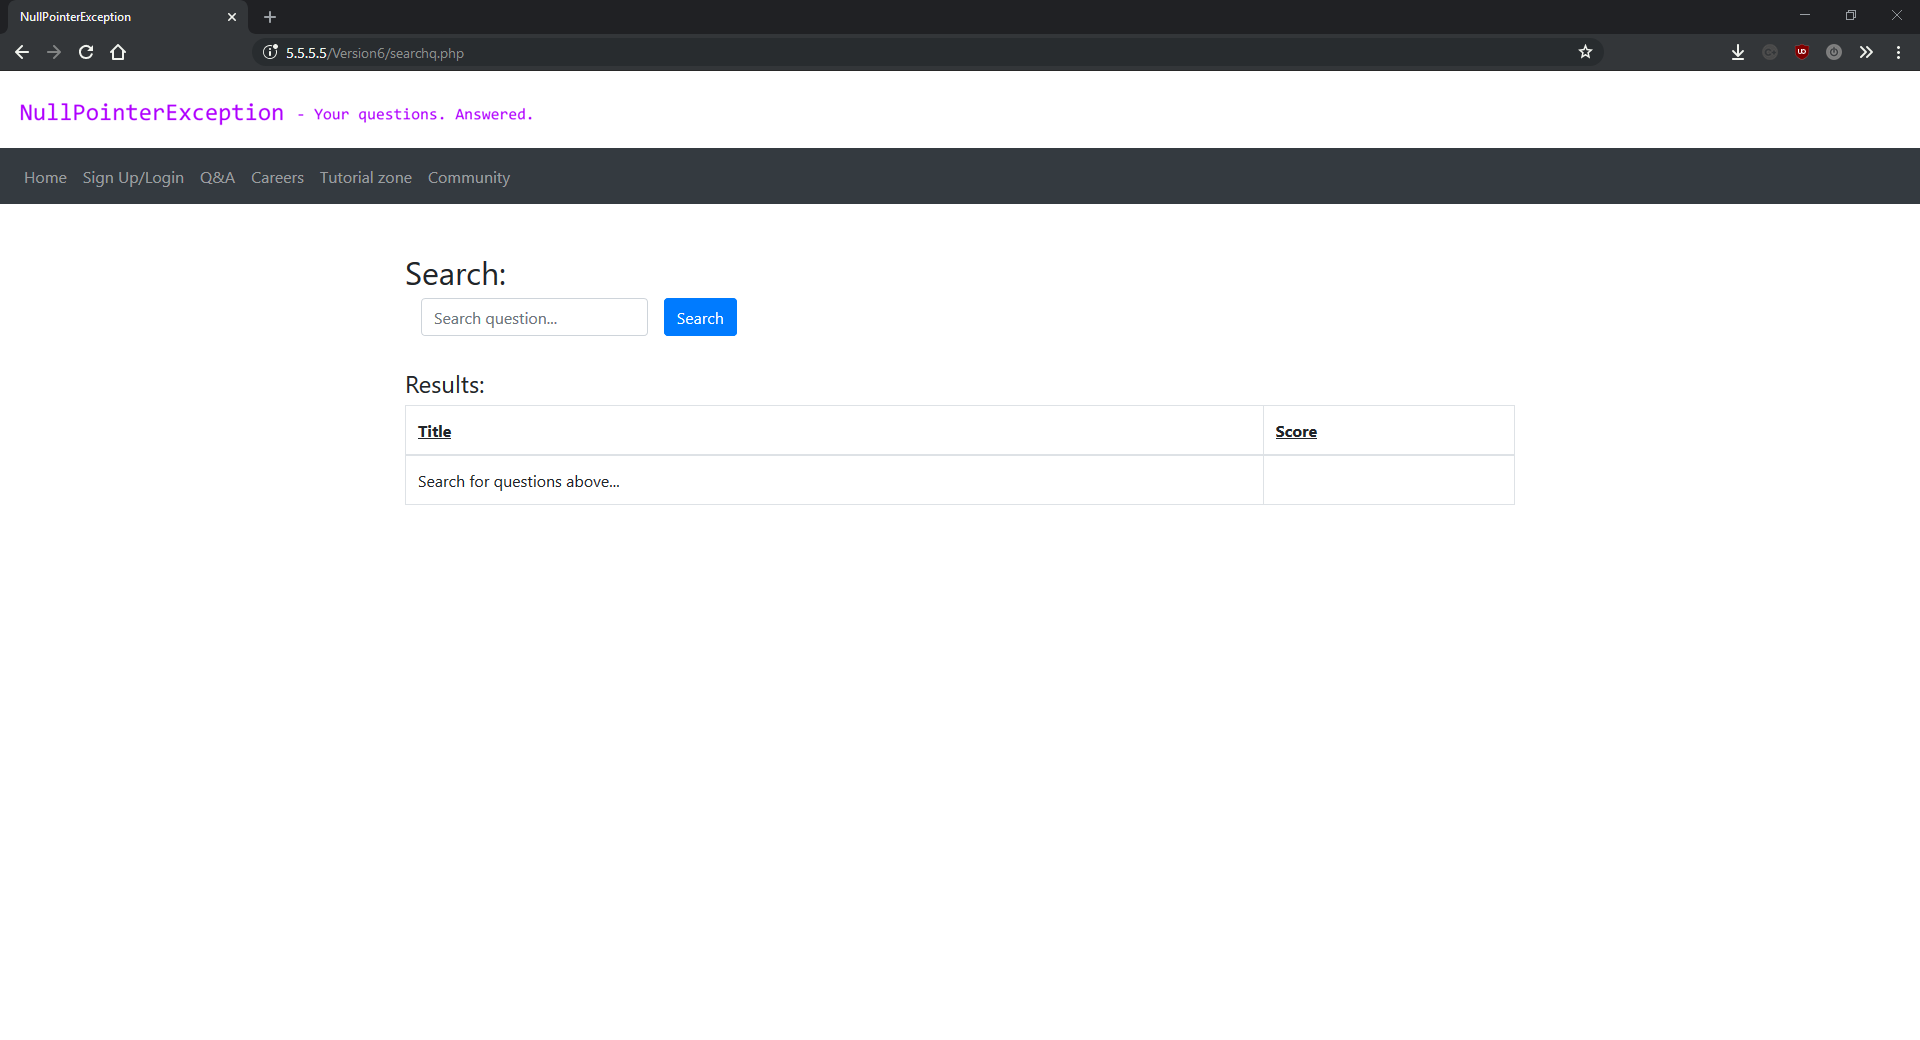 NullPointerException
5.5.5.5/Version6/searchq.php
NullPointerException - Your questions. Answered.
Home Sign Up/Login Q&A Careers Tutorial zone Community
Search:
Search question... Search
Results:
Title Score
Search for questions above...